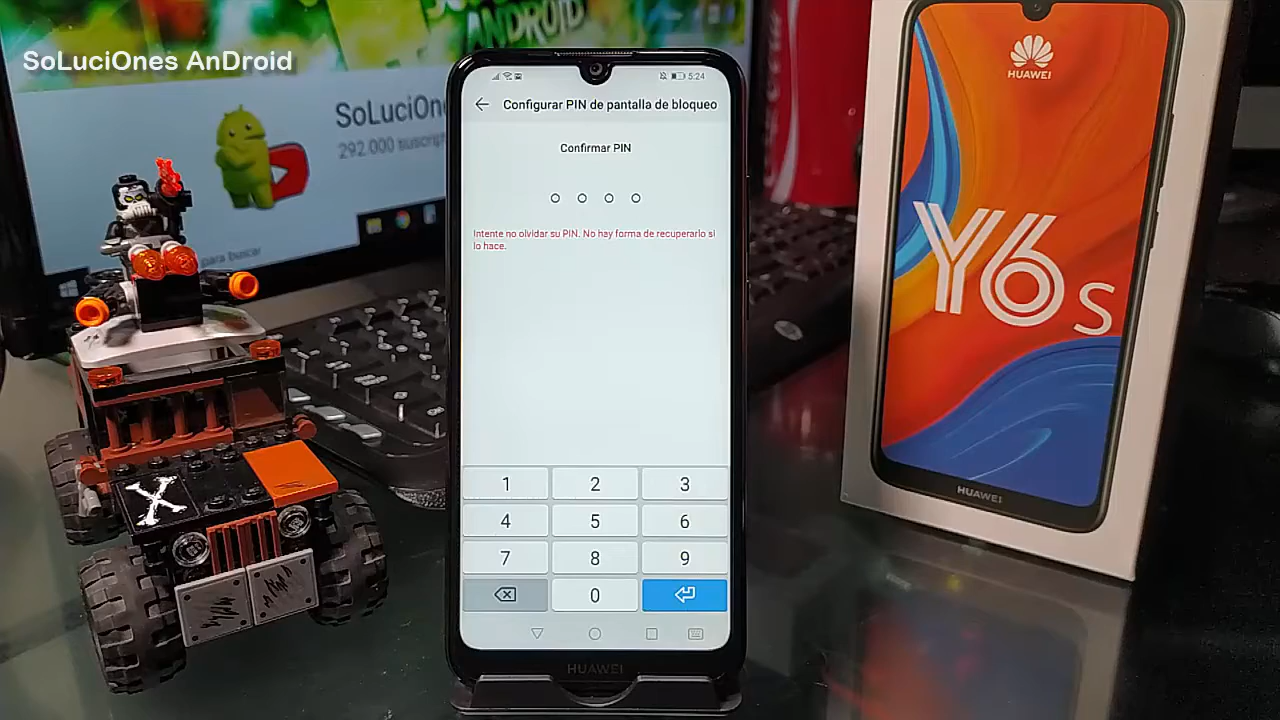 SoLuciOnes AnDroid
ANDROID
SoLuciOne
292 000 suscript
para buscar
5:24
Configurar PIN de pantalla de bloqueo
Confirmar PIN
Intente no olvidar su PIN. No hay forma de recuperarlo si
lo hace.
1 2 3
4 5 6
7 8 9
0
HUAWEI
HUAWEI
Y6s
HUAWEI
X